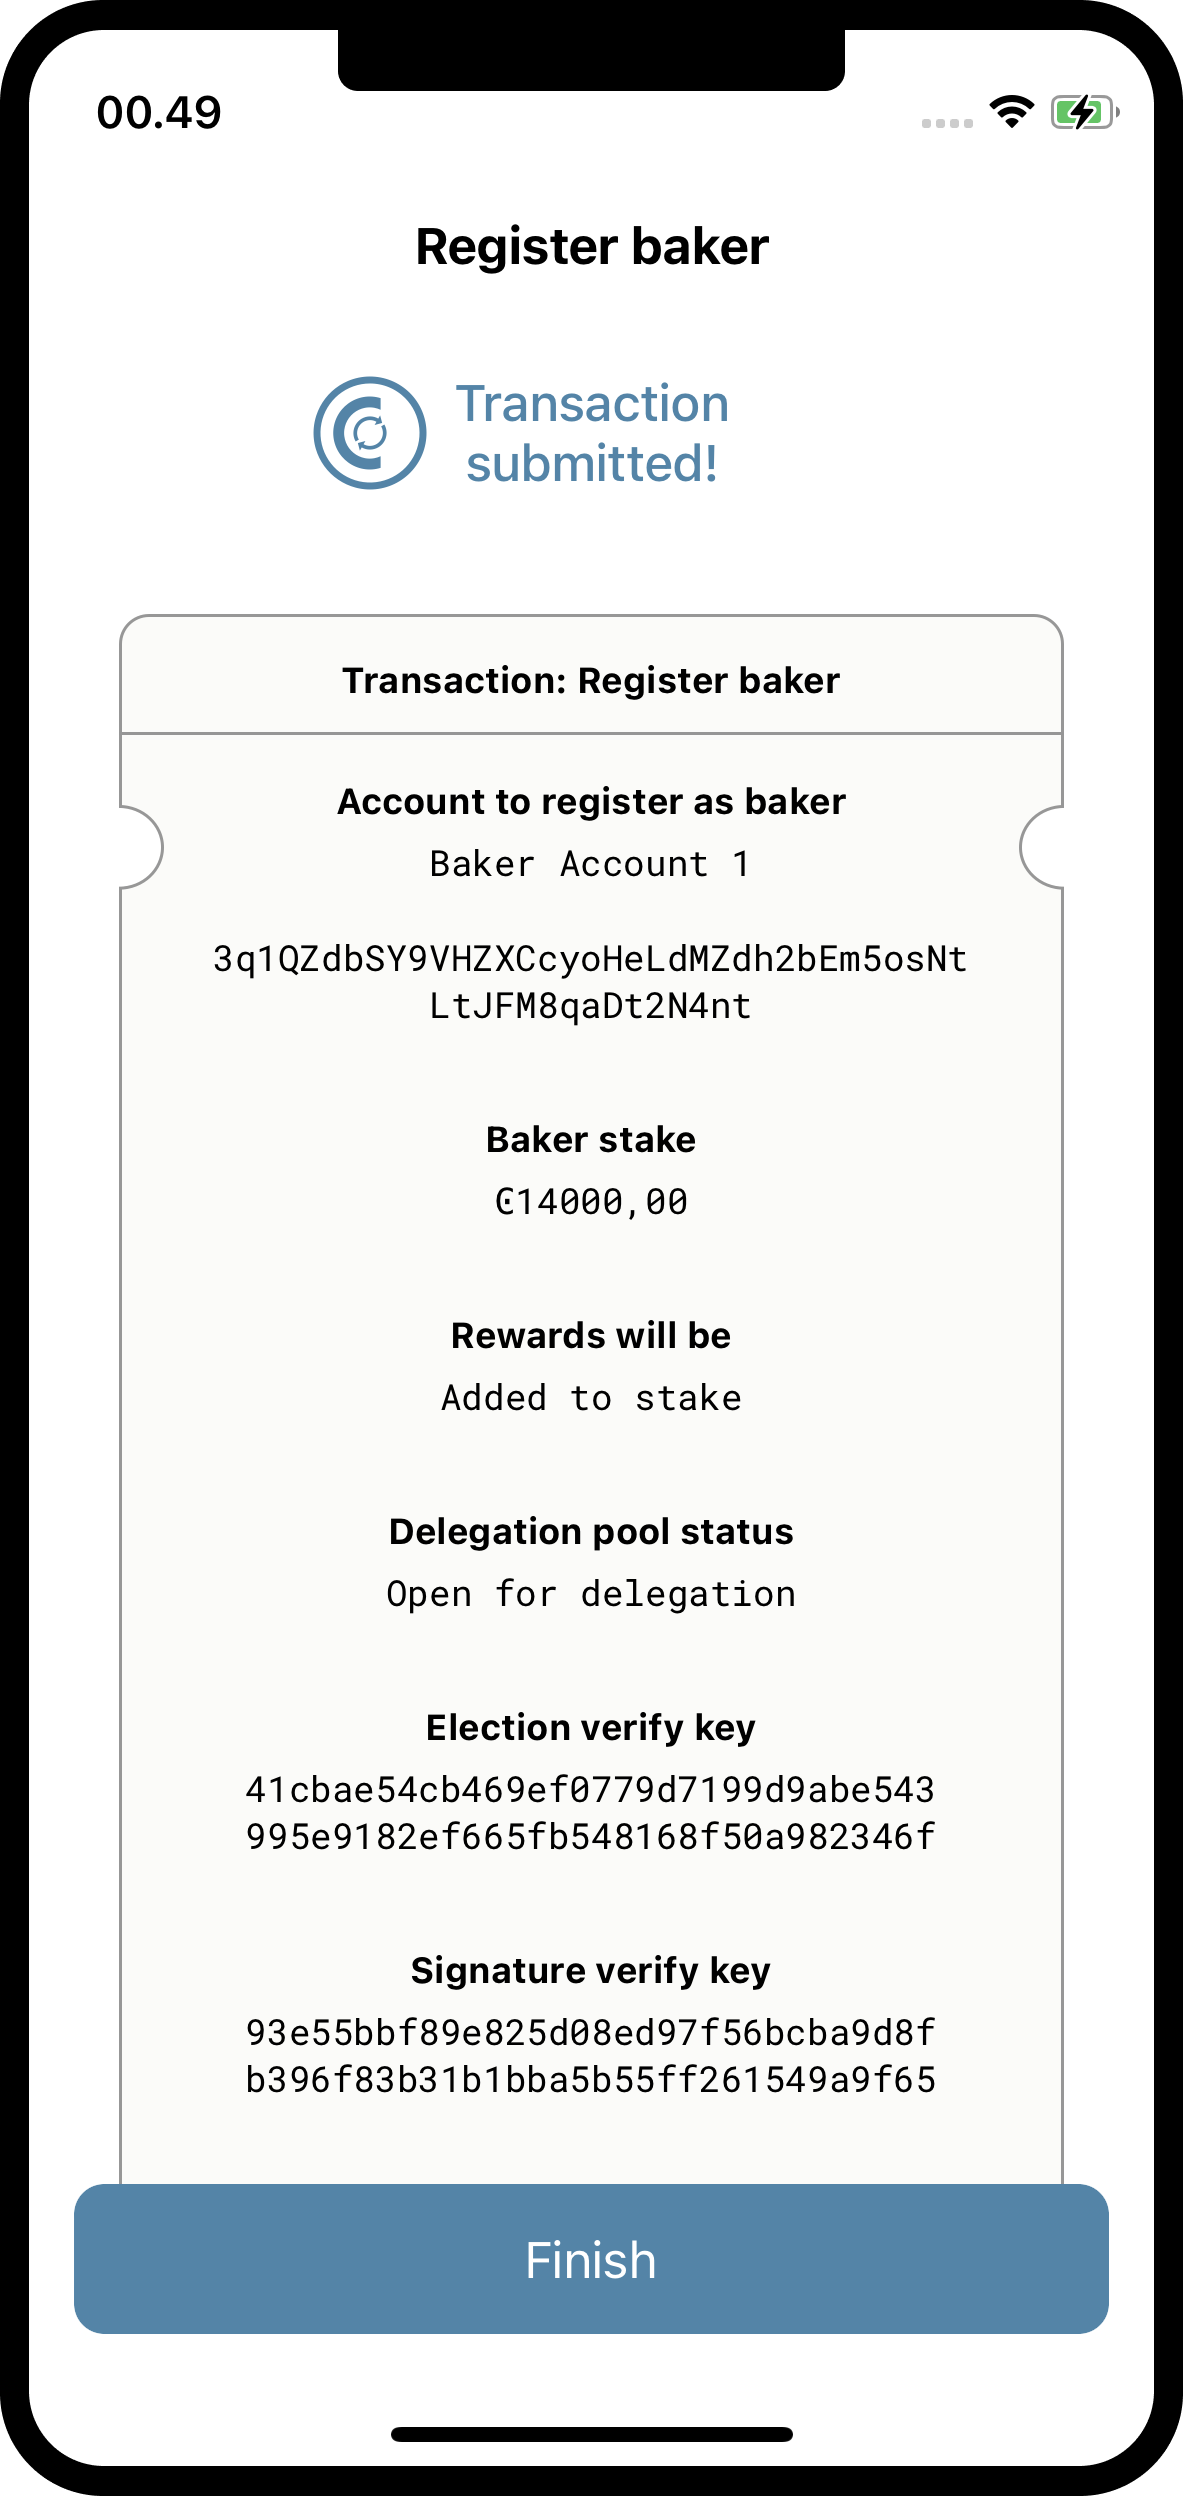 00.49
Register baker
Transaction
submitted!
Transaction: Register baker
Account to register as baker
Baker Account 1
3q1QZdbSY9VHZXCcyoHeLdMZdh2bEm5osNt
LtJFM8qaDt2N4nt
Baker stake
Ͼ14000,00
Rewards will be
Added to stake
Delegation pool status
Open for delegation
Election verify key
41cbae54cb469ef0779d7199d9abe543
995e9182ef665fb548168f50a982346f
Signature verify key
93e55bbf89e825d08ed97f56bcba9d8f
b396f83b31b1bba5b55ff261549a9f65
Finish